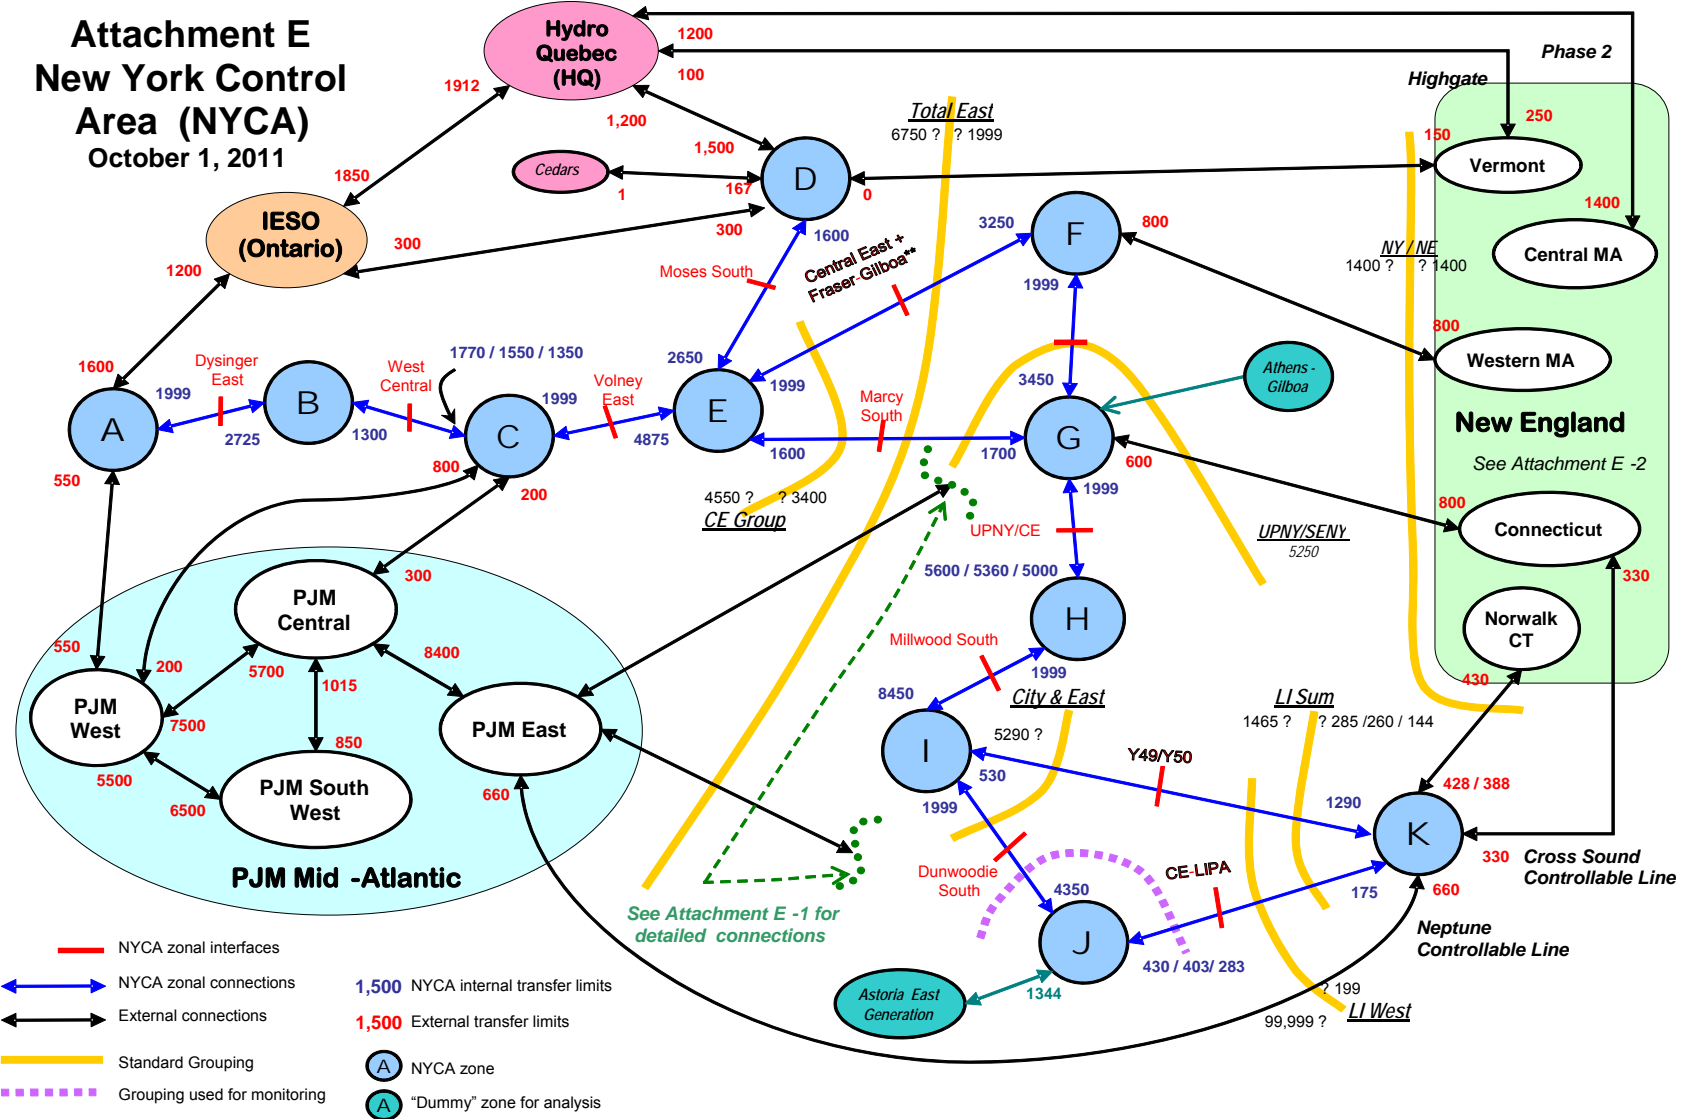 Attachment E
New York Control
Area (NYCA)
October 1, 2011
Hydro
Quebec
(HQ)
1200
100
1912
1,200
1,500
Phase 2
Highgate
250
150
Vermont
1400
Central MA
Total East
6750 ? ? 1999
Cedars
1
167
D
0
1850
IESO
(Ontario)
300
300
1200
1600
Moses South
Central East +
Fraser-Gilboa**
3250
F
800
1999
NY / NE
1400 ? ? 1400
800
Western MA
New England
See Attachment E -2
1600
A
1999
Dysinger
East
2725
B
1300
West
Central
1770 / 1550 / 1350
C
1999
Volney
East
4875
2650
E
1999
1600
Marcy
South
1700
3450
G
Athens -
Gilboa
600
1999
800
Connecticut
330
550
800
200
4550 ? ? 3400
CE Group
UPNY/CE
UPNY/SENY
5250
5600 / 5360 / 5000
H
Norwalk
CT
430
Millwood South
1999
8450
I
City & East
5290 ?
530
1999
LI Sum
1465 ? ? 285 /260 / 144
Y49/Y50
1290
428 / 388
K
330
Cross Sound
Controllable Line
660
175
Neptune
Controllable Line
CE-LIPA
Dunwoodie
South
4350
J
430 / 403/ 283
Astoria East
Generation
1344
? 199
99,999 ?
LI West
PJM
Central
300
550
200
5700
1015
8400
PJM
West
7500
5500
6500
850
PJM South
West
PJM East
660
PJM Mid -Atlantic
See Attachment E -1 for
detailed connections
NYCA zonal interfaces
NYCA zonal connections
External connections
Standard Grouping
Grouping used for monitoring
1,500 NYCA internal transfer limits
1,500 External transfer limits
A NYCA zone
A “Dummy” zone for analysis